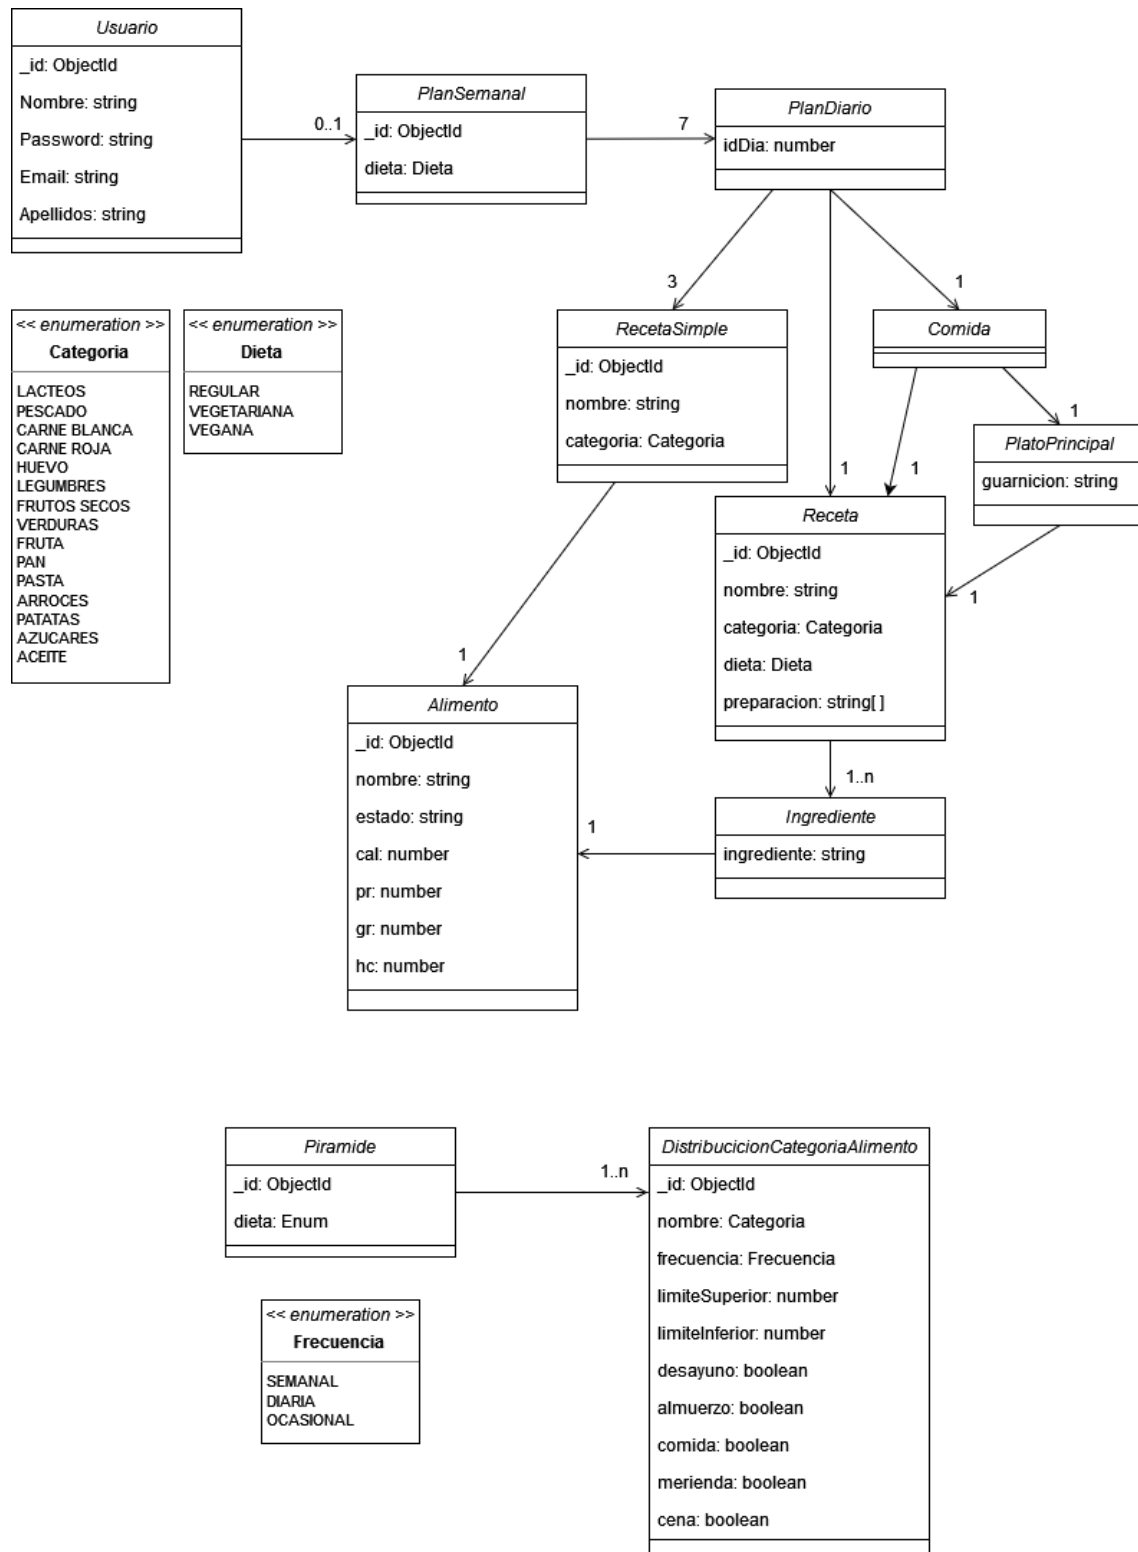 Usuario
_id: ObjectId
Nombre: string
Password: string
Email: string
Apellidos: string
0..1
PlanSemanal
_id: ObjectId
dieta: Dieta
7
PlanDiario
idDia: number
<< enumeration >>
Categoria
LACTEOS
PESCADO
CARNE BLANCA
CARNE ROJA
HUEVO
LEGUMBRES
FRUTOS SECOS
VERDURAS
FRUTA
PAN
PASTA
ARROCES
PATATAS
AZUCARES
ACEITE
<< enumeration >>
Dieta
REGULAR
VEGETARIANA
VEGANA
3
RecetaSimple
_id: ObjectId
nombre: string
categoria: Categoria
1
Comida
1
PlatoPrincipal
guarnicion: string
1
1
1
Receta
_id: ObjectId
nombre: string
categoria: Categoria
dieta: Dieta
preparacion: string[ ]
1
Alimento
_id: ObjectId
nombre: string
estado: string
cal: number
pr: number
gr: number
hc: number
1..n
Ingrediente
ingrediente: string
1
Piramide
_id: ObjectId
dieta: Enum
1..n
DistribucicionCategoriaAlimento
_id: ObjectId
nombre: Categoria
frecuencia: Frecuencia
limiteSuperior: number
limiteInferior: number
desayuno: boolean
almuerzo: boolean
comida: boolean
merienda: boolean
cena: boolean
<< enumeration >>
Frecuencia
SEMANAL
DIARIA
OCASIONAL